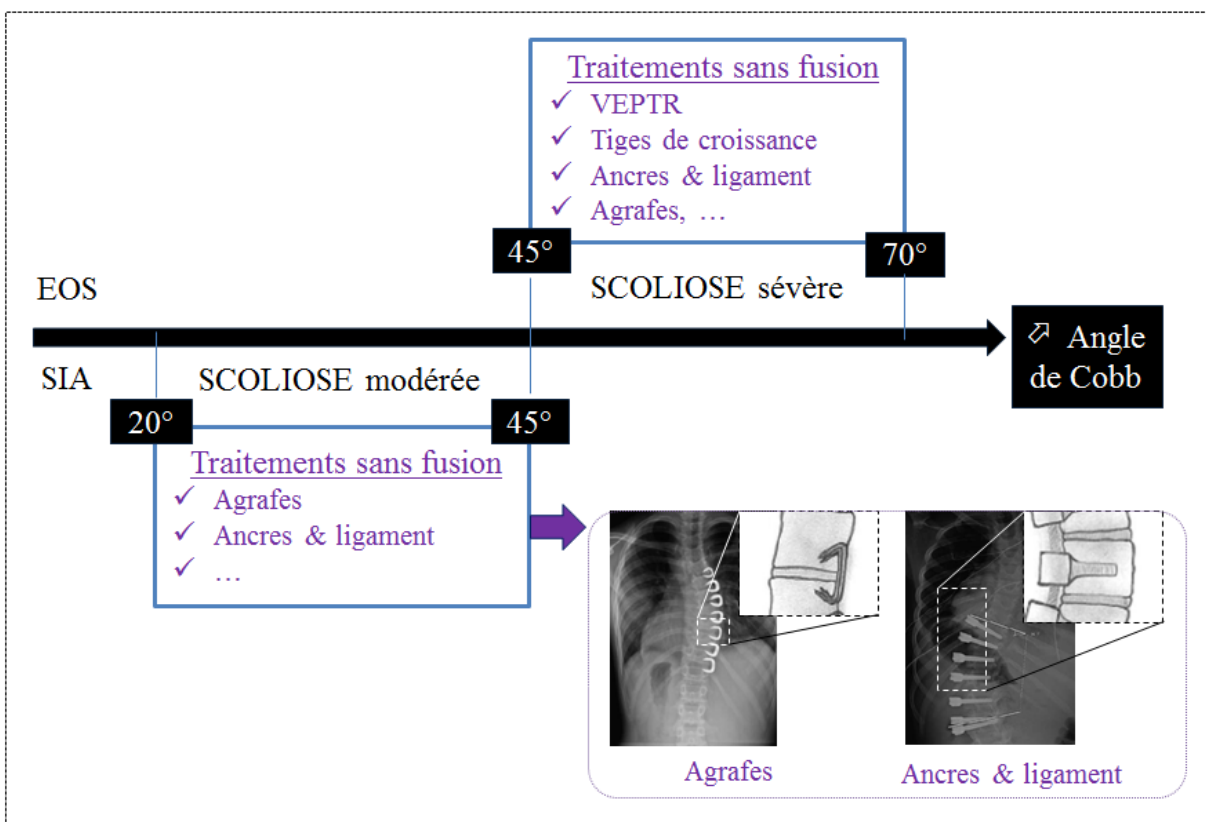 Traitements sans fusion
✓ VEPTR
✓ Tiges de croissance
✓ Ancres & ligament
✓ Agrafes, …
45°
70°
EOS
SCOLIOSE sévère
⬀ Angle
de Cobb
SIA
SCOLIOSE modérée
20°
45°
Traitements sans fusion
✓ Agrafes
✓ Ancres & ligament
✓ …
Agrafes
Ancres & ligament